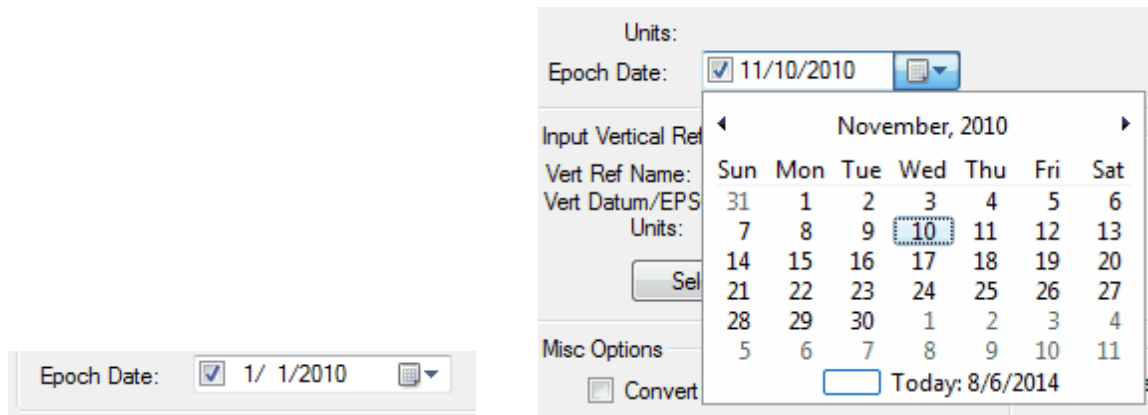 Epoch Date: 1/ 1/2010
Units:
Epoch Date: 11/10/2010
Input Vertical Ref
Vert Ref Name:
Vert Datum/EPS
Units:
Sel
Misc Options
Convert
November, 2010
Sun Mon Tue Wed Thu Fri Sat
31 1 2 3 4 5 6
7 8 9 10 11 12 13
14 15 16 17 18 19 20
21 22 23 24 25 26 27
28 29 30 1 2 3 4
5 6 7 8 9 10 11
Today: 8/6/2014